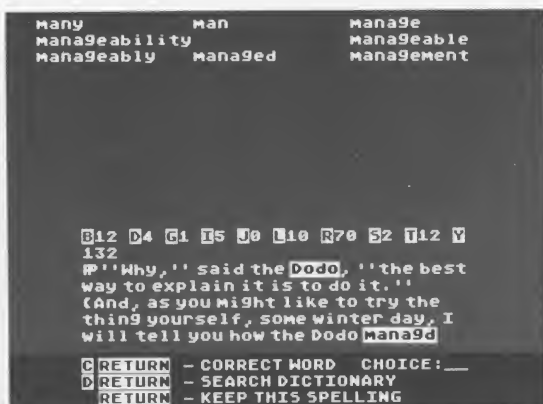 many man manage
manageability manageable
manageably managed management
B12 D4 G1 I5 J0 L10 R70 S2 T12 Y
132
P''Why,'' said the Dodo, ''the best
way to explain it is to do it.''
(And, as you might like to try the
thing yourself, some winter day, I
will tell you how the Dodo managd
C RETURN – CORRECT WORD CHOICE:__
D RETURN – SEARCH DICTIONARY
RETURN – KEEP THIS SPELLING